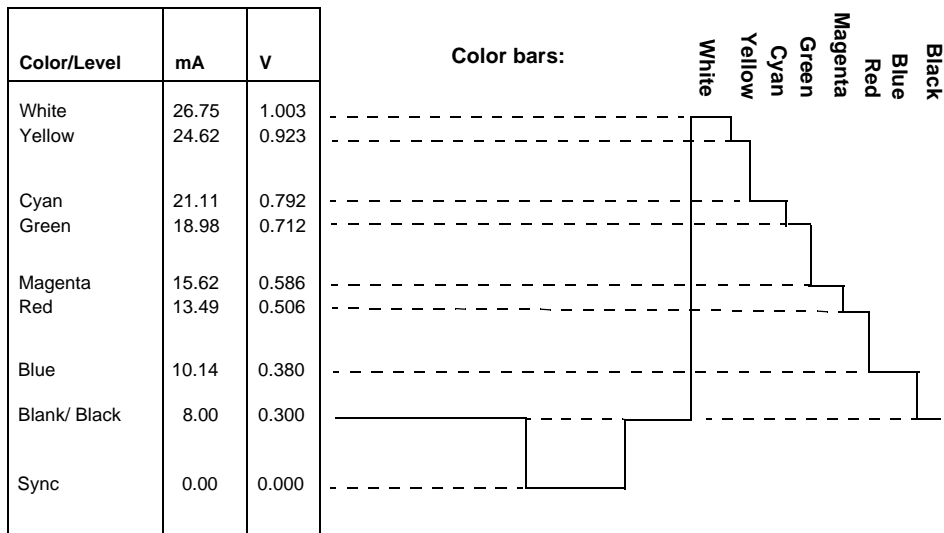 Color/Level mA V
Color bars:
White
Yellow
Cyan
Green
Magenta
Red
Blue
Black
White 26.75 1.003
Yellow 24.62 0.923
Cyan 21.11 0.792
Green 18.98 0.712
Magenta 15.62 0.586
Red 13.49 0.506
Blue 10.14 0.380
Blank/ Black 8.00 0.300
Sync 0.00 0.000